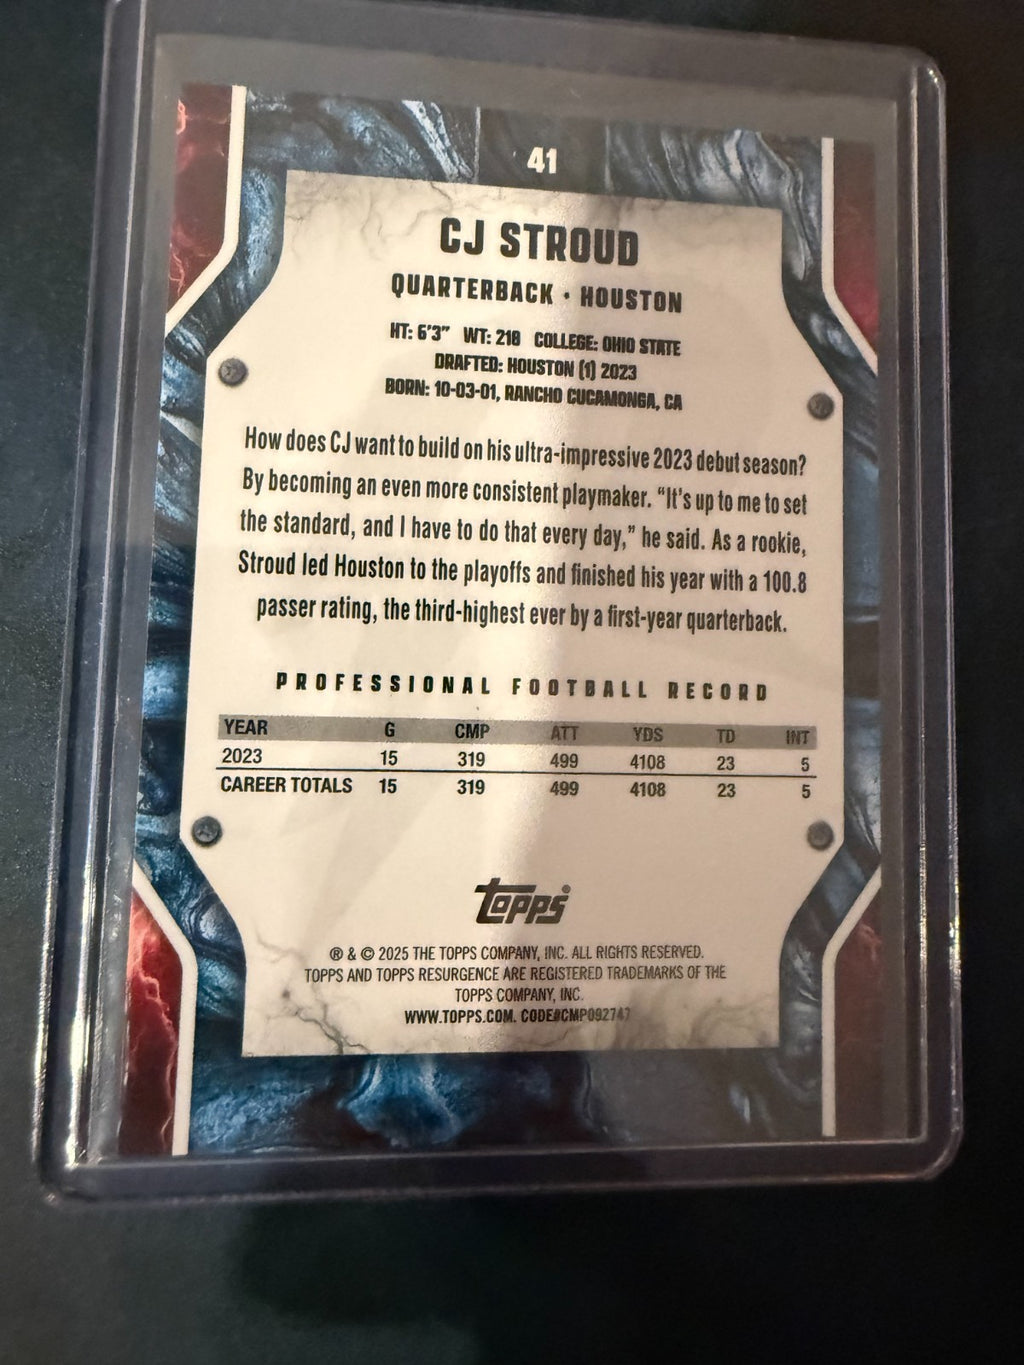 41
CJ STROUD
QUARTERBACK • HOUSTON
HT: 6'3" WT: 218 COLLEGE: OHIO STATE
DRAFTED: HOUSTON (1) 2023
BORN: 10-03-01, RANCHO CUCAMONGA, CA
How does CJ want to build on his ultra-impressive 2023 debut season?
By becoming an even more consistent playmaker. "It's up to me to set
the standard, and I have to do that every day," he said. As a rookie,
Stroud led Houston to the playoffs and finished his year with a 100.8
passer rating, the third-highest ever by a first-year quarterback.
PROFESSIONAL FOOTBALL RECORD
YEAR G CMP ATT YDS TD INT
2023 15 319 499 4108 23 5
CAREER TOTALS 15 319 499 4108 23 5
Topps®
® & © 2025 THE TOPPS COMPANY, INC. ALL RIGHTS RESERVED.
TOPPS AND TOPPS RESURGENCE ARE REGISTERED TRADEMARKS OF THE
TOPPS COMPANY, INC.
WWW.TOPPS.COM. CODE#CMP092747